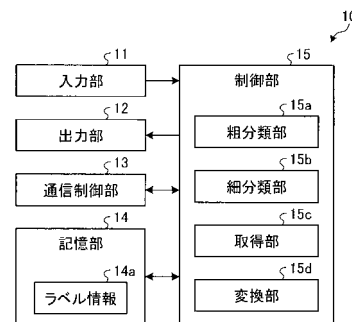 10
11
入力部
12
出力部
13
通信制御部
14
記憶部
14a
ラベル情報
15
制御部
15a
粗分類部
15b
細分類部
15c
取得部
15d
変換部